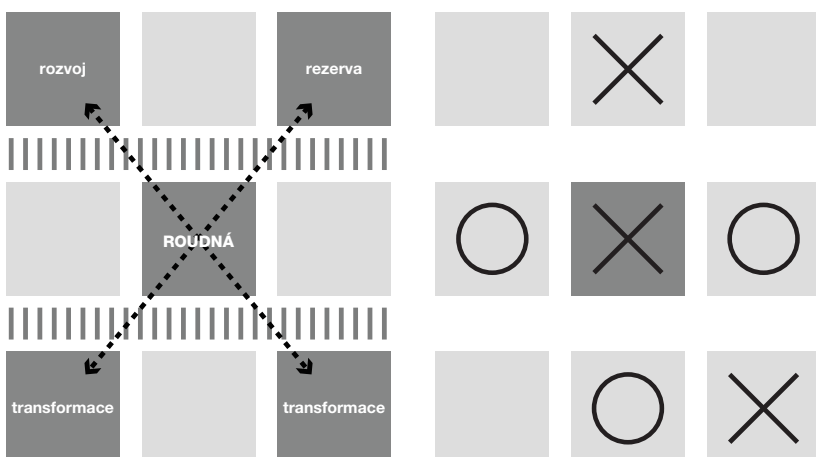 rozvoj
rezerva
ROUDNÁ
transformace
transformace